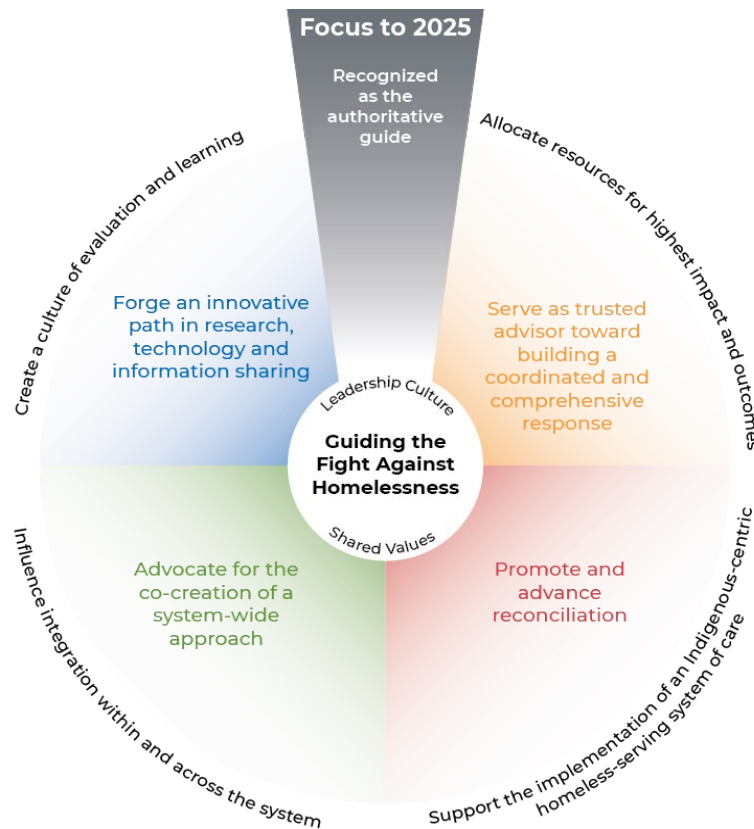 Focus to 2025
Recognized
as the
authoritative
guide
Create a culture of evaluation and learning
Allocate resources for highest impact and outcomes
Forge an innovative
path in research,
technology and
information sharing
Serve as trusted
advisor toward
building a
coordinated and
comprehensive
response
Leadership Culture
Guiding the
Fight Against
Homelessness
Shared Values
Advocate for the
co-creation of a
system-wide
approach
Promote and
advance
reconciliation
Influence integration within and across the system
Support the implementation of an Indigenous-centric
homeless-serving system of care